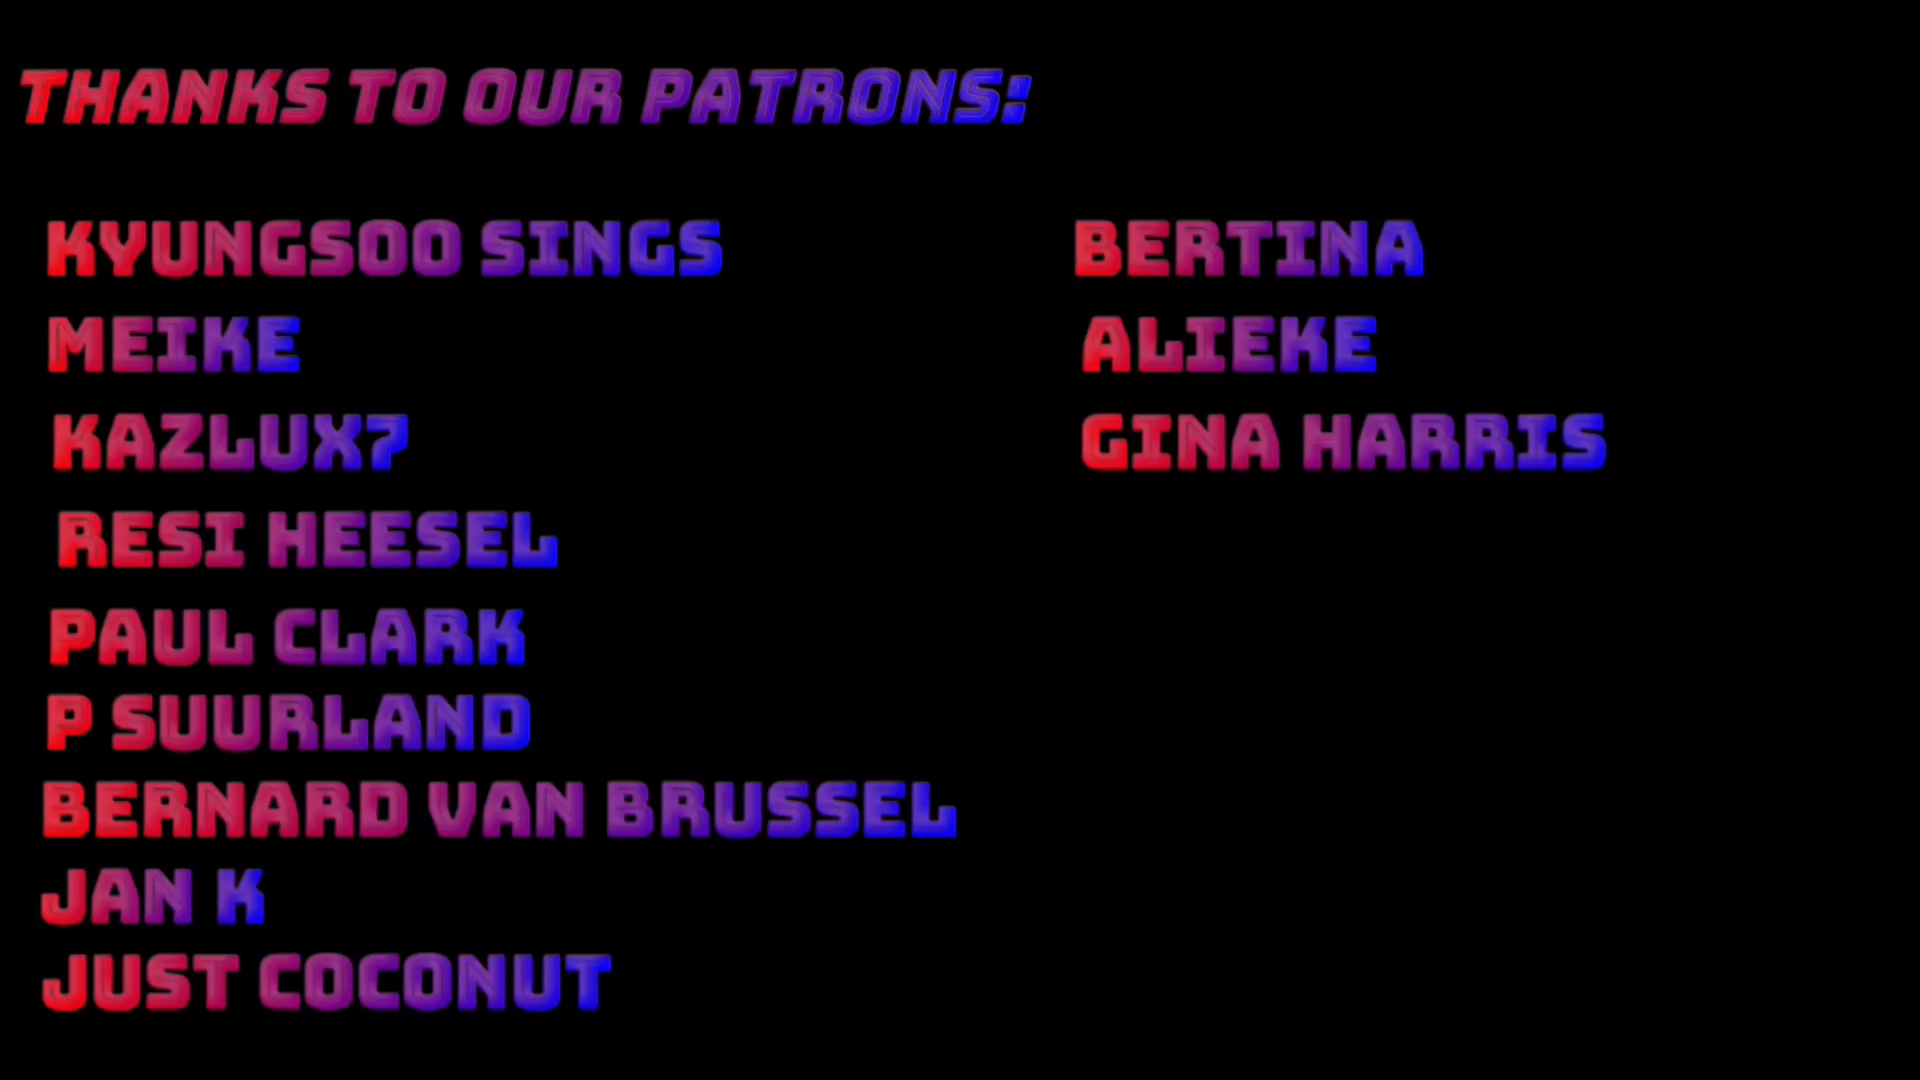 THANKS TO OUR PATRONS:
KYUNGSOO SINGS
MEIKE
KAZLUX7
RESI HEESEL
PAUL CLARK
P SUURLAND
BERNARD VAN BRUSSEL
JAN K
JUST COCONUT
BERTINA
ALIEKE
GINA HARRIS